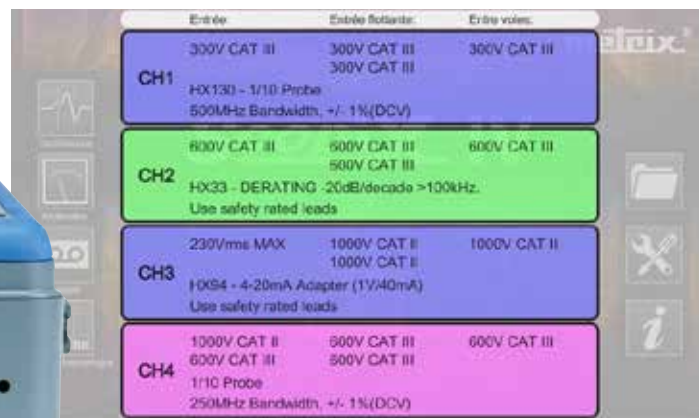 Entrée: Entrée flottante: Entre voies:
metrix
CH1
300V CAT III 300V CAT III 300V CAT III
300V CAT III
HX130 - 1/10 Probe
500MHz Bandwidth, +/- 1%(DCV)
CH2
600V CAT III 600V CAT III 600V CAT III
600V CAT III
HX33 - DERATING -20dB/decade >100kHz.
Use safety rated leads
CH3
230Vrms MAX 1000V CAT II 1000V CAT II
1000V CAT II
HX94 - 4-20mA Adapter (1V/40mA)
Use safety rated leads
CH4
1000V CAT II 600V CAT III 600V CAT III
600V CAT III 600V CAT III
1/10 Probe
250MHz Bandwidth, +/- 1%(DCV)